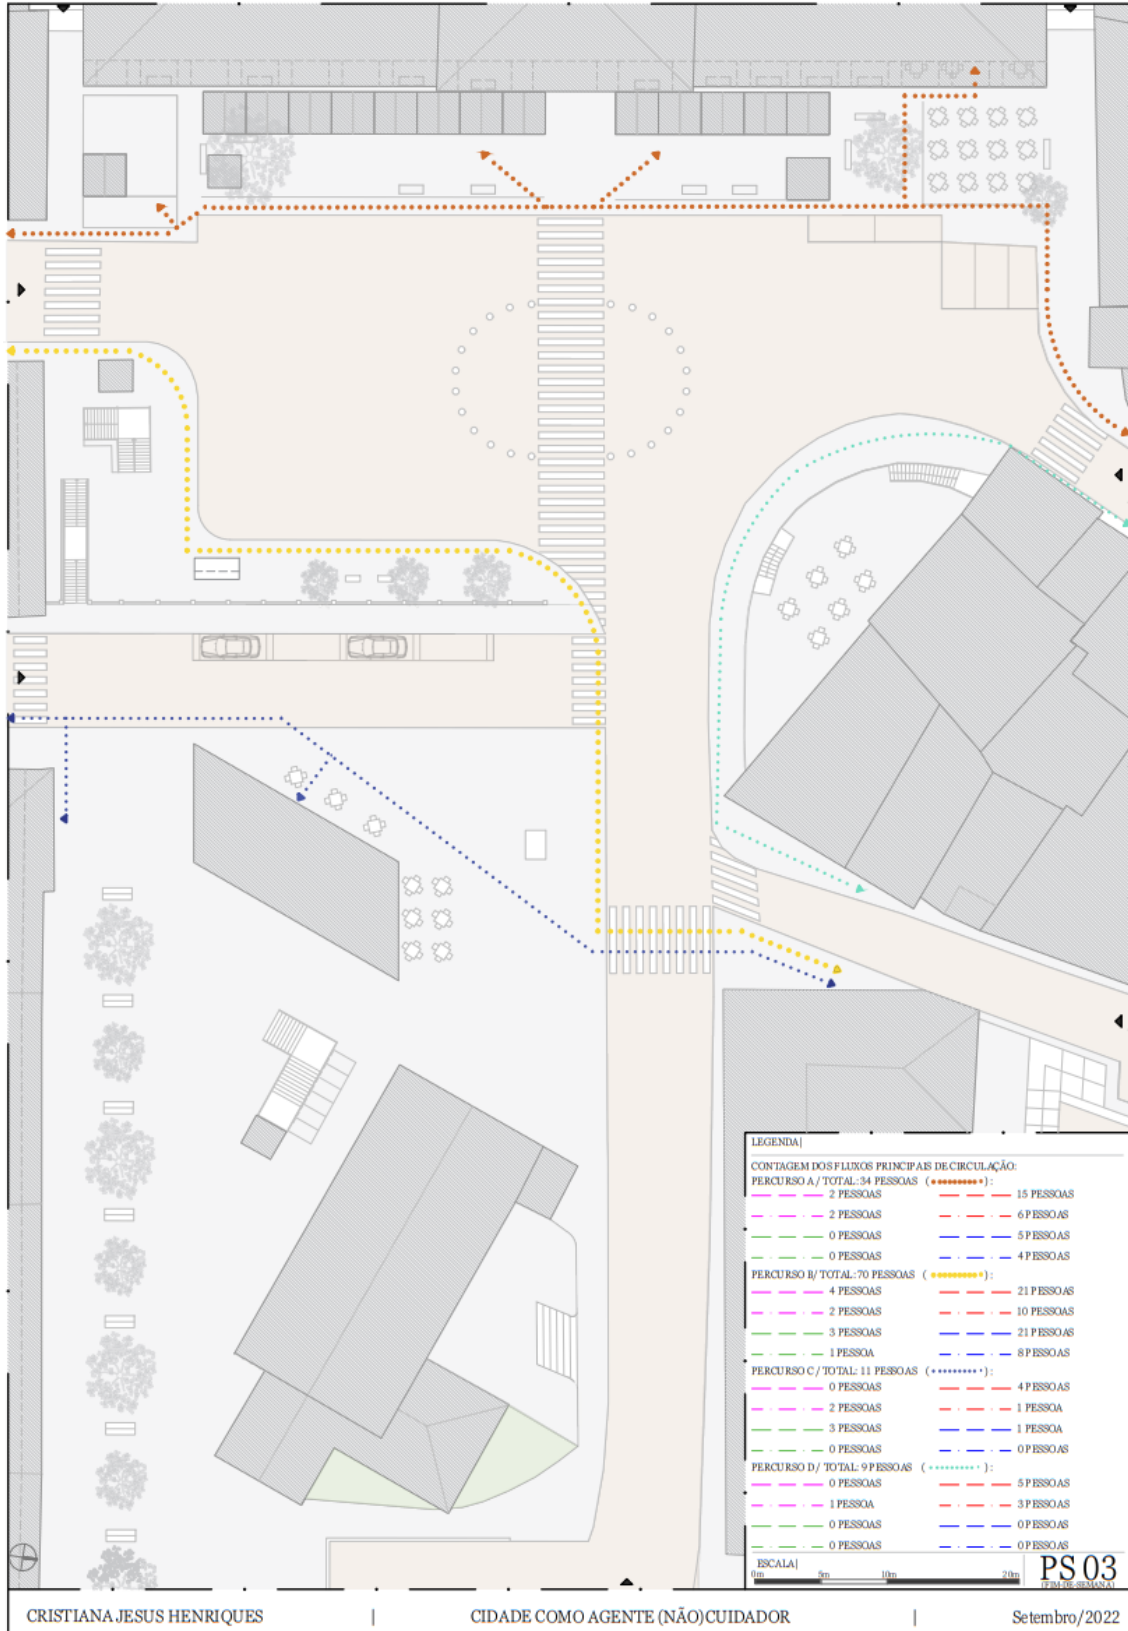 LEGENDA|
CONTAGEM DOS FLUXOS PRINCIPAIS DE CIRCULAÇÃO:
PERCURSO A / TOTAL: 34 PESSOAS ( ):
2 PESSOAS 15 PESSOAS
2 PESSOAS 6 PESSOAS
0 PESSOAS 5 PESSOAS
0 PESSOAS 4 PESSOAS
PERCURSO B/ TOTAL: 70 PESSOAS ( ):
4 PESSOAS 21 PESSOAS
2 PESSOAS 10 PESSOAS
3 PESSOAS 21 PESSOAS
1 PESSOA 8 PESSOAS
PERCURSO C / TOTAL: 11 PESSOAS ( ):
0 PESSOAS 4 PESSOAS
2 PESSOAS 1 PESSOA
3 PESSOAS 1 PESSOA
0 PESSOAS 0 PESSOAS
PERCURSO D / TOTAL: 9 PESSOAS ( ):
0 PESSOAS 5 PESSOAS
1 PESSOA 3 PESSOAS
0 PESSOAS 0 PESSOAS
0 PESSOAS 0 PESSOAS
ESCALA|
0m 5m 10m 20m
PS 03
(FIM-DE-SEMANA)
CRISTIANA JESUS HENRIQUES | CIDADE COMO AGENTE (NÃO)CUIDADOR | Setembro/2022